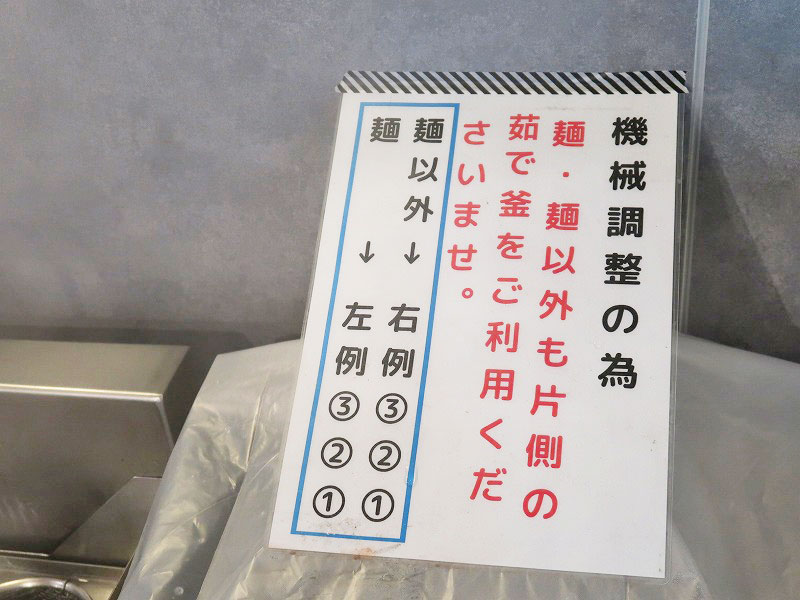 機械調整の為
麺・麺以外も片側の
茹で釜をご利用くだ
さいませ。
麺以外→右例③②①
麺→左例③②①